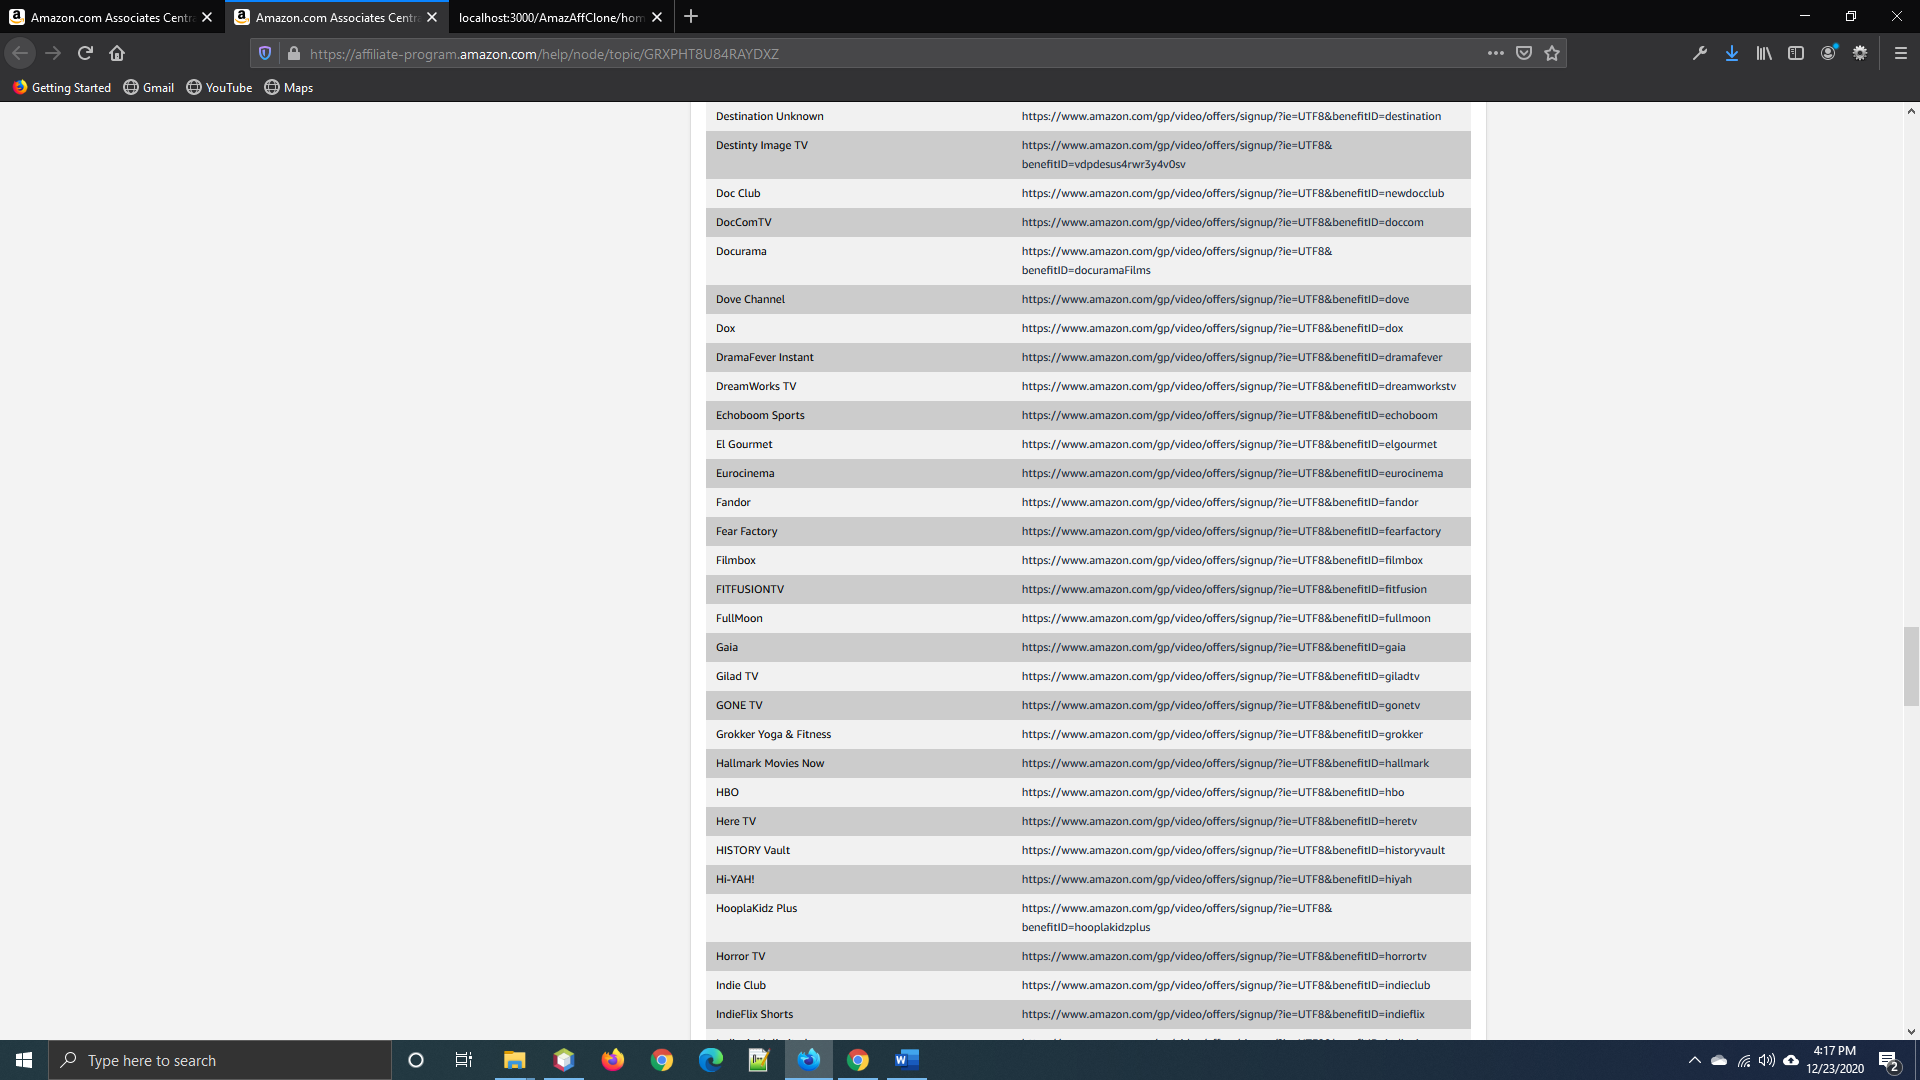 Amazon.com Associates Centra
Amazon.com Associates Centra
localhost:3000/AmazAffClone/hom
https://affiliate-program.amazon.com/help/node/topic/GRXPHT8U84RAYDXZ
Getting Started
Gmail
YouTube
Maps
Destination Unknown https://www.amazon.com/gp/video/offers/signup/?ie=UTF8&benefitID=destination
Destinty Image TV https://www.amazon.com/gp/video/offers/signup/?ie=UTF8&
benefitID=vdpdesus4rwr3y4v0sv
Doc Club https://www.amazon.com/gp/video/offers/signup/?ie=UTF8&benefitID=newdocclub
DocComTV https://www.amazon.com/gp/video/offers/signup/?ie=UTF8&benefitID=doccom
Docurama https://www.amazon.com/gp/video/offers/signup/?ie=UTF8&
benefitID=docuramaFilms
Dove Channel https://www.amazon.com/gp/video/offers/signup/?ie=UTF8&benefitID=dove
Dox https://www.amazon.com/gp/video/offers/signup/?ie=UTF8&benefitID=dox
DramaFever Instant https://www.amazon.com/gp/video/offers/signup/?ie=UTF8&benefitID=dramafever
DreamWorks TV https://www.amazon.com/gp/video/offers/signup/?ie=UTF8&benefitID=dreamworkstv
Echoboom Sports https://www.amazon.com/gp/video/offers/signup/?ie=UTF8&benefitID=echoboom
El Gourmet https://www.amazon.com/gp/video/offers/signup/?ie=UTF8&benefitID=elgourmet
Eurocinema https://www.amazon.com/gp/video/offers/signup/?ie=UTF8&benefitID=eurocinema
Fandor https://www.amazon.com/gp/video/offers/signup/?ie=UTF8&benefitID=fandor
Fear Factory https://www.amazon.com/gp/video/offers/signup/?ie=UTF8&benefitID=fearfactory
Filmbox https://www.amazon.com/gp/video/offers/signup/?ie=UTF8&benefitID=filmbox
FITFUSIONTV https://www.amazon.com/gp/video/offers/signup/?ie=UTF8&benefitID=fitfusion
FullMoon https://www.amazon.com/gp/video/offers/signup/?ie=UTF8&benefitID=fullmoon
Gaia https://www.amazon.com/gp/video/offers/signup/?ie=UTF8&benefitID=gaia
Gilad TV https://www.amazon.com/gp/video/offers/signup/?ie=UTF8&benefitID=giladtv
GONE TV https://www.amazon.com/gp/video/offers/signup/?ie=UTF8&benefitID=gonetv
Grokker Yoga & Fitness https://www.amazon.com/gp/video/offers/signup/?ie=UTF8&benefitID=grokker
Hallmark Movies Now https://www.amazon.com/gp/video/offers/signup/?ie=UTF8&benefitID=hallmark
HBO https://www.amazon.com/gp/video/offers/signup/?ie=UTF8&benefitID=hbo
Here TV https://www.amazon.com/gp/video/offers/signup/?ie=UTF8&benefitID=heretv
HISTORY Vault https://www.amazon.com/gp/video/offers/signup/?ie=UTF8&benefitID=historyvault
Hi-YAH! https://www.amazon.com/gp/video/offers/signup/?ie=UTF8&benefitID=hiyah
HooplaKidz Plus https://www.amazon.com/gp/video/offers/signup/?ie=UTF8&
benefitID=hooplakidzplus
Horror TV https://www.amazon.com/gp/video/offers/signup/?ie=UTF8&benefitID=horrortv
Indie Club https://www.amazon.com/gp/video/offers/signup/?ie=UTF8&benefitID=indieclub
IndieFlix Shorts https://www.amazon.com/gp/video/offers/signup/?ie=UTF8&benefitID=indieflix
Type here to search
4:17 PM
12/23/2020
2